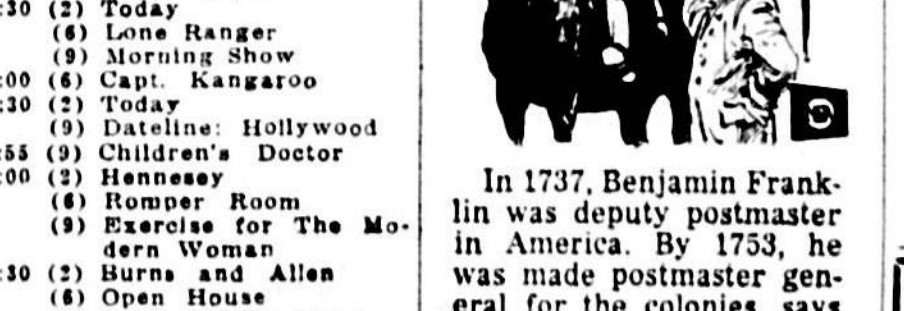 :30 (2) Today
(6) Lone Ranger
(9) Morning Show
:00 (6) Capt. Kangaroo
:30 (2) Today
(9) Dateline: Hollywood
:55 (9) Children's Doctor
:00 (2) Hennesey
(6) Romper Room
(9) Exercise for The Mo-
dern Woman
:30 (2) Burns and Allen
(6) Open House
In 1737, Benjamin Frank-
lin was deputy postmaster
in America. By 1753, he
was made postmaster gen-
eral for the colonies, says